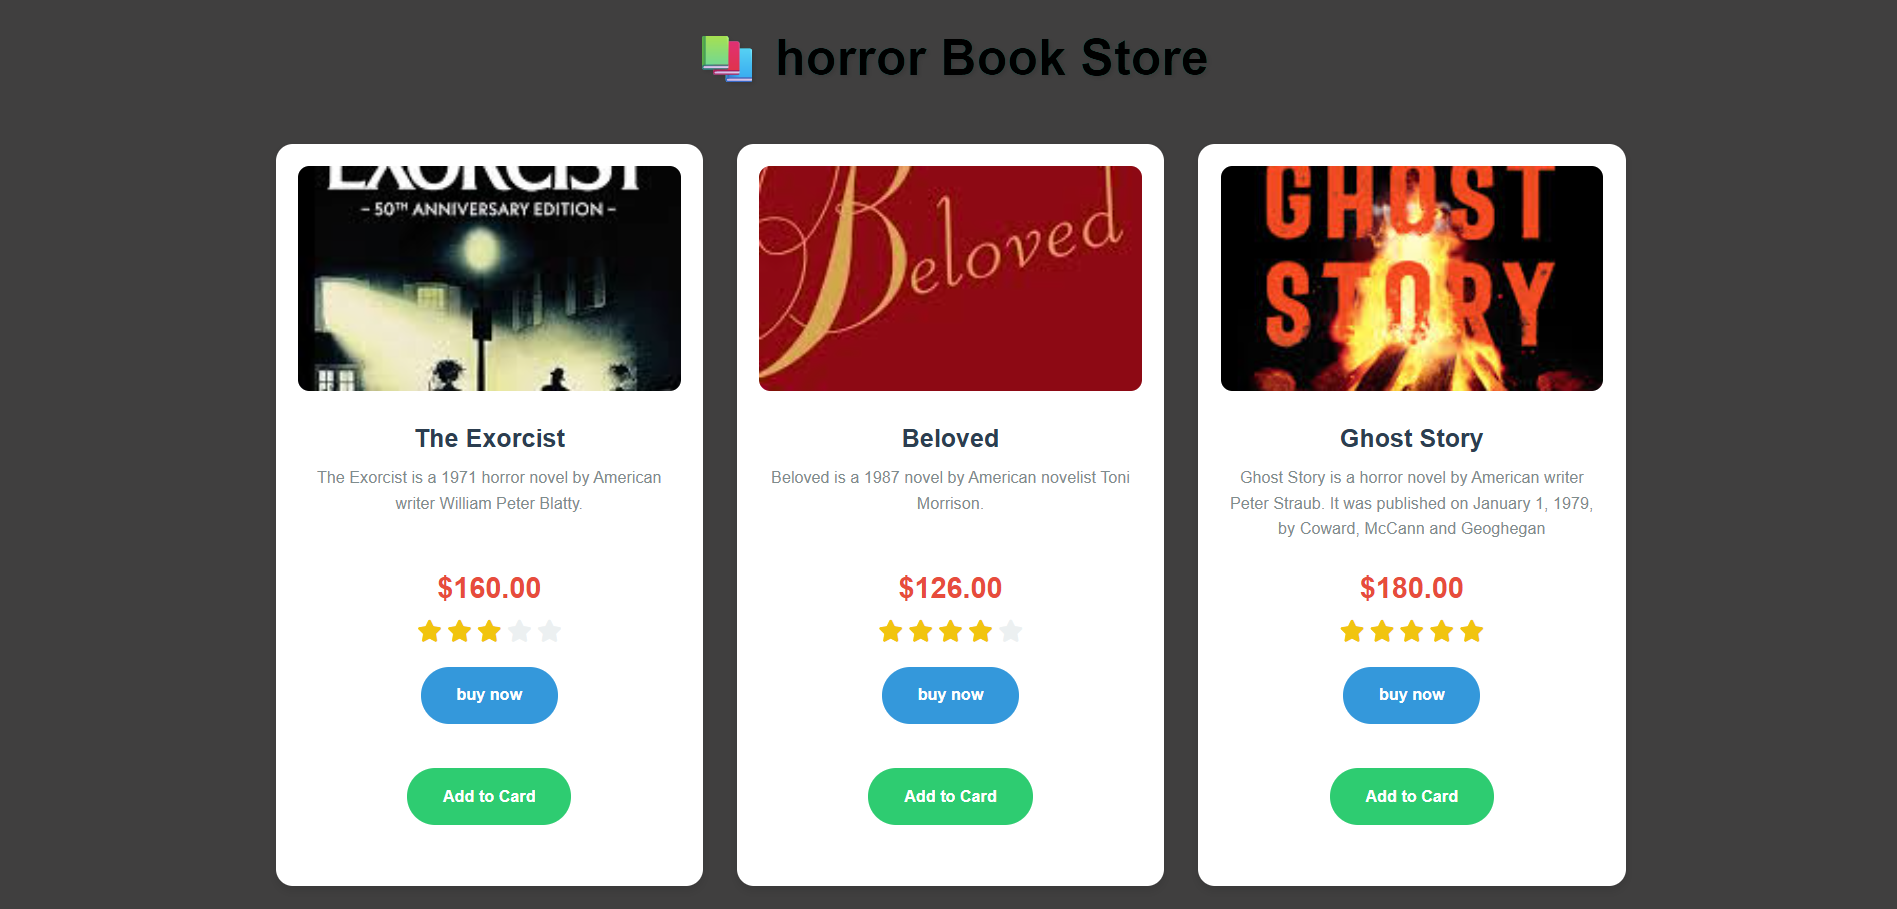 horror Book Store
EXORCIST
– 50TH ANNIVERSARY EDITION –
The Exorcist
The Exorcist is a 1971 horror novel by American
writer William Peter Blatty.
$160.00
buy now
Add to Card
Beloved
Beloved
Beloved is a 1987 novel by American novelist Toni
Morrison.
$126.00
buy now
Add to Card
GHOST
STORY
Ghost Story
Ghost Story is a horror novel by American writer
Peter Straub. It was published on January 1, 1979,
by Coward, McCann and Geoghegan
$180.00
buy now
Add to Card